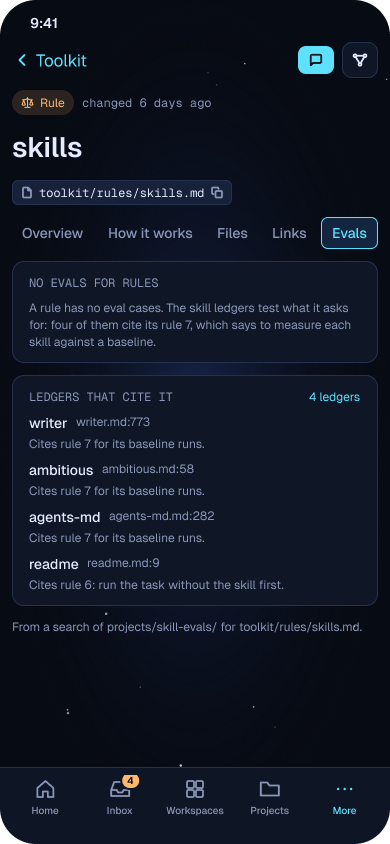 9:41
Toolkit
Rule changed 6 days ago
skills
toolkit/rules/skills.md
Overview How it works Files Links Evals
NO EVALS FOR RULES
A rule has no eval cases. The skill ledgers test what it asks
for: four of them cite its rule 7, which says to measure each
skill against a baseline.
LEDGERS THAT CITE IT 4 ledgers
writer writer.md:773
Cites rule 7 for its baseline runs.
ambitious ambitious.md:58
Cites rule 7 for its baseline runs.
agents-md agents-md.md:282
Cites rule 7 for its baseline runs.
readme readme.md:9
Cites rule 6: run the task without the skill first.
From a search of projects/skill-evals/ for toolkit/rules/skills.md.
4
Home Inbox Workspaces Projects More